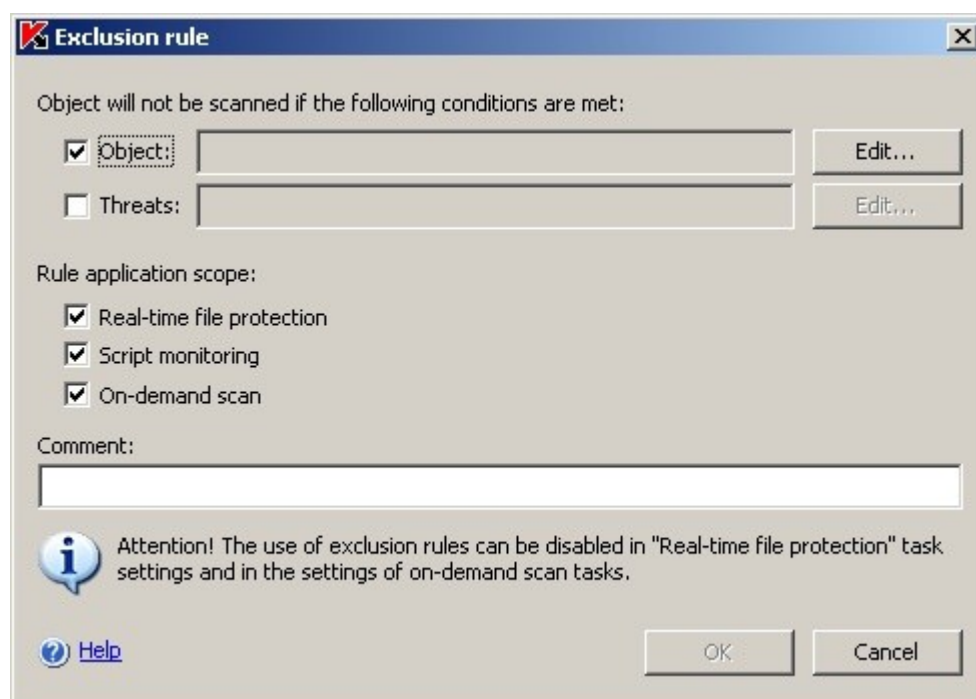 Exclusion rule
Object will not be scanned if the following conditions are met:
Object:
Edit...
Threats:
Edit...
Rule application scope:
Real-time file protection
Script monitoring
On-demand scan
Comment:
Attention! The use of exclusion rules can be disabled in "Real-time file protection" task
settings and in the settings of on-demand scan tasks.
Help
OK
Cancel